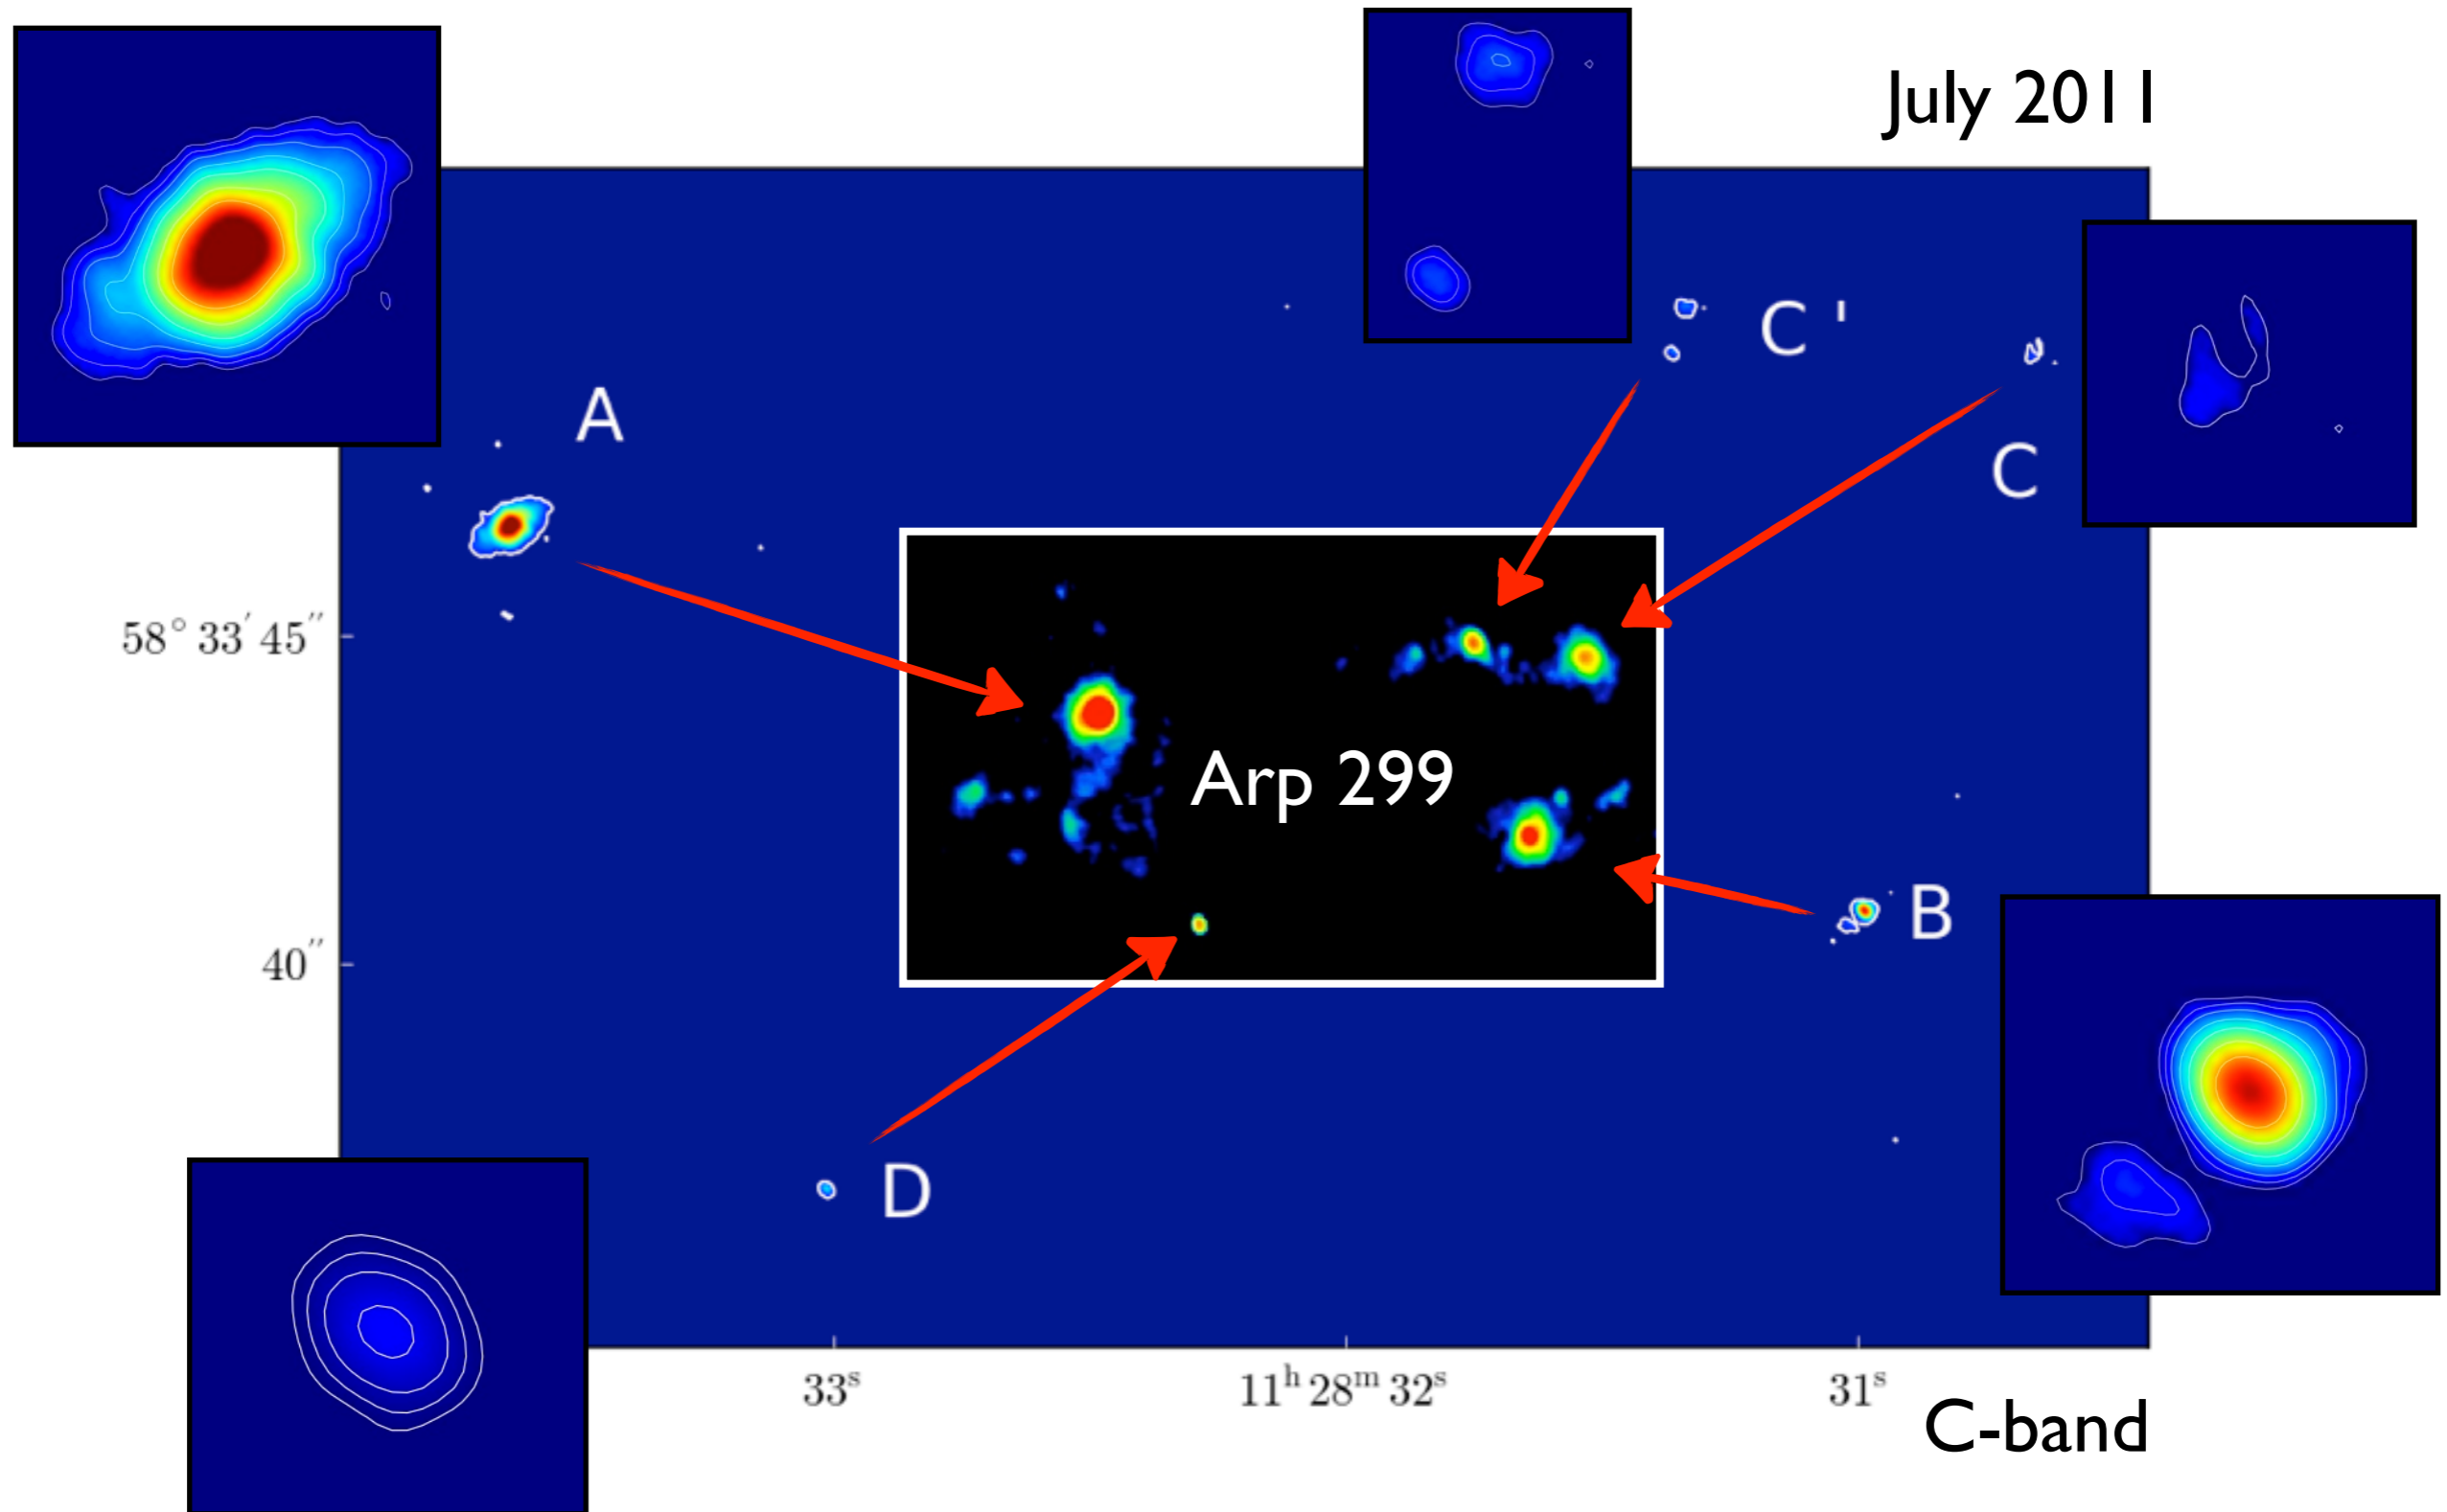 July 2011
C '
A
C
58° 33′ 45″
Arp 299
B
40″
D
33ˢ
11ʰ 28ᵐ 32ˢ
31ˢ
C-band